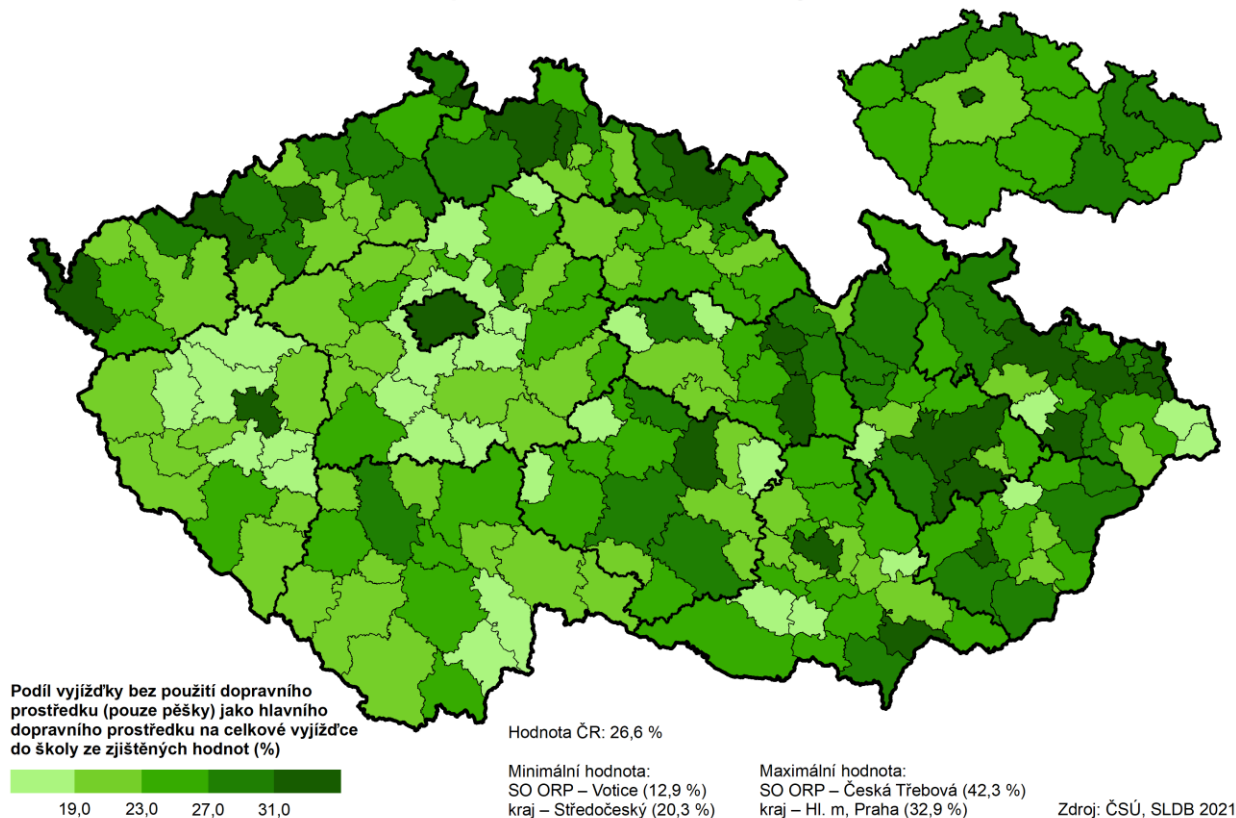 Podíl vyjížďky bez použití dopravního
prostředku (pouze pěšky) jako hlavního
dopravního prostředku na celkové vyjížďce
do školy ze zjištěných hodnot (%)
19,0 23,0 27,0 31,0
Hodnota ČR: 26,6 %
Minimální hodnota:
SO ORP – Votice (12,9 %)
kraj – Středočeský (20,3 %)
Maximální hodnota:
SO ORP – Česká Třebová (42,3 %)
kraj – Hl. m, Praha (32,9 %)
Zdroj: ČSÚ, SLDB 2021